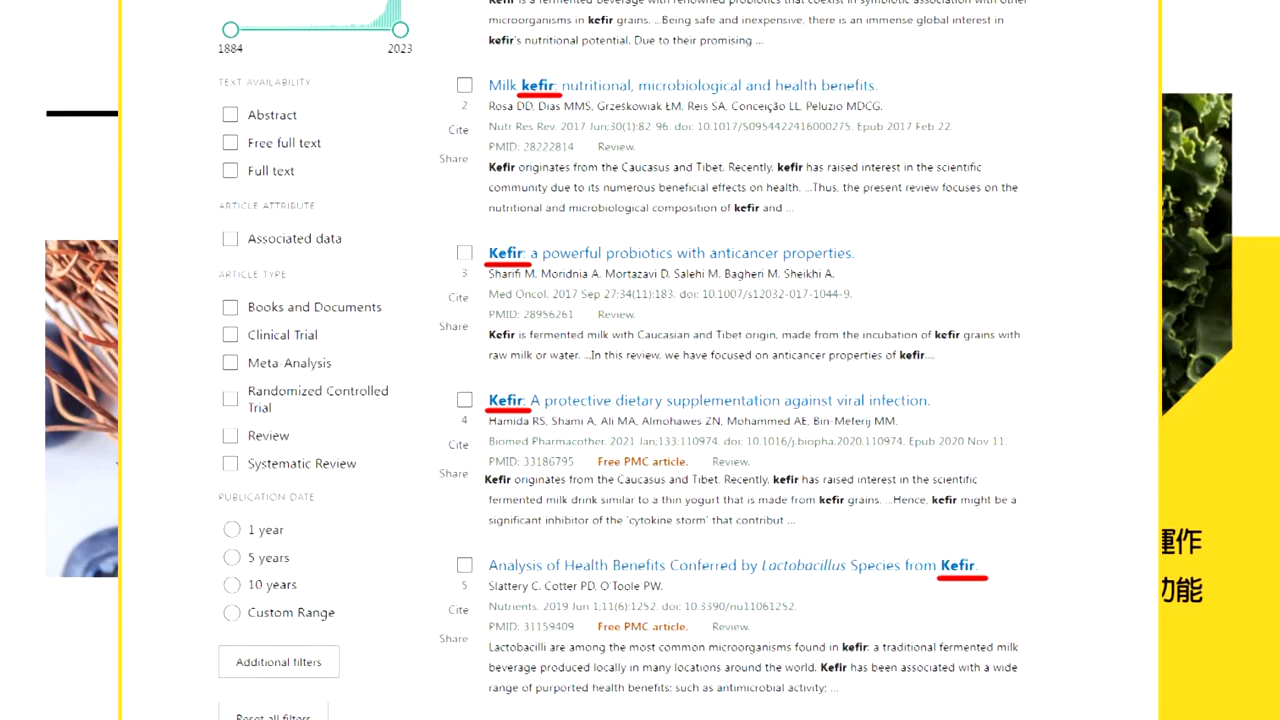 Kefir is a fermented beverage with renowned probiotics that coexist in symbiotic association with other
microorganisms in kefir grains. ...Being safe and inexpensive, there is an immense global interest in
kefir's nutritional potential. Due to their promising ...
1884
2023
TEXT AVAILABILITY
Abstract
Free full text
Full text
ARTICLE ATTRIBUTE
Associated data
ARTICLE TYPE
Books and Documents
Clinical Trial
Meta-Analysis
Randomized Controlled
Trial
Review
Systematic Review
PUBLICATION DATE
1 year
5 years
10 years
Custom Range
Additional filters
Reset all filters
Milk kefir: nutritional, microbiological and health benefits.
2
Cite
Share
Rosa DD, Dias MMS, Grześkowiak ŁM, Reis SA, Conceição LL, Peluzio MDCG.
Nutr Res Rev. 2017 Jun;30(1):82-96. doi: 10.1017/S0954422416000275. Epub 2017 Feb 22.
PMID: 28222814 Review.
Kefir originates from the Caucasus and Tibet. Recently, kefir has raised interest in the scientific
community due to its numerous beneficial effects on health. ...Thus, the present review focuses on the
nutritional and microbiological composition of kefir and ...
Kefir: a powerful probiotics with anticancer properties.
3
Cite
Share
Sharifi M, Moridnia A, Mortazavi D, Salehi M, Bagheri M, Sheikhi A.
Med Oncol. 2017 Sep 27;34(11):183. doi: 10.1007/s12032-017-1044-9.
PMID: 28956261 Review.
Kefir is fermented milk with Caucasian and Tibet origin, made from the incubation of kefir grains with
raw milk or water. ...In this review, we have focused on anticancer properties of kefir....
Kefir: A protective dietary supplementation against viral infection.
4
Cite
Share
Hamida RS, Shami A, Ali MA, Almohawes ZN, Mohammed AE, Bin-Meferij MM.
Biomed Pharmacother. 2021 Jan;133:110974. doi: 10.1016/j.biopha.2020.110974. Epub 2020 Nov 11.
PMID: 33186795 Free PMC article. Review.
Kefir originates from the Caucasus and Tibet. Recently, kefir has raised interest in the scientific
fermented milk drink similar to a thin yogurt that is made from kefir grains. ...Hence, kefir might be a
significant inhibitor of the 'cytokine storm' that contribut ...
Analysis of Health Benefits Conferred by Lactobacillus Species from Kefir.
5
Cite
Share
Slattery C, Cotter PD, O'Toole PW.
Nutrients. 2019 Jun 1;11(6):1252. doi: 10.3390/nu11061252.
PMID: 31159409 Free PMC article. Review.
Lactobacilli are among the most common microorganisms found in kefir; a traditional fermented milk
beverage produced locally in many locations around the world. Kefir has been associated with a wide
range of purported health benefits; such as antimicrobial activity; ...
運作
功能